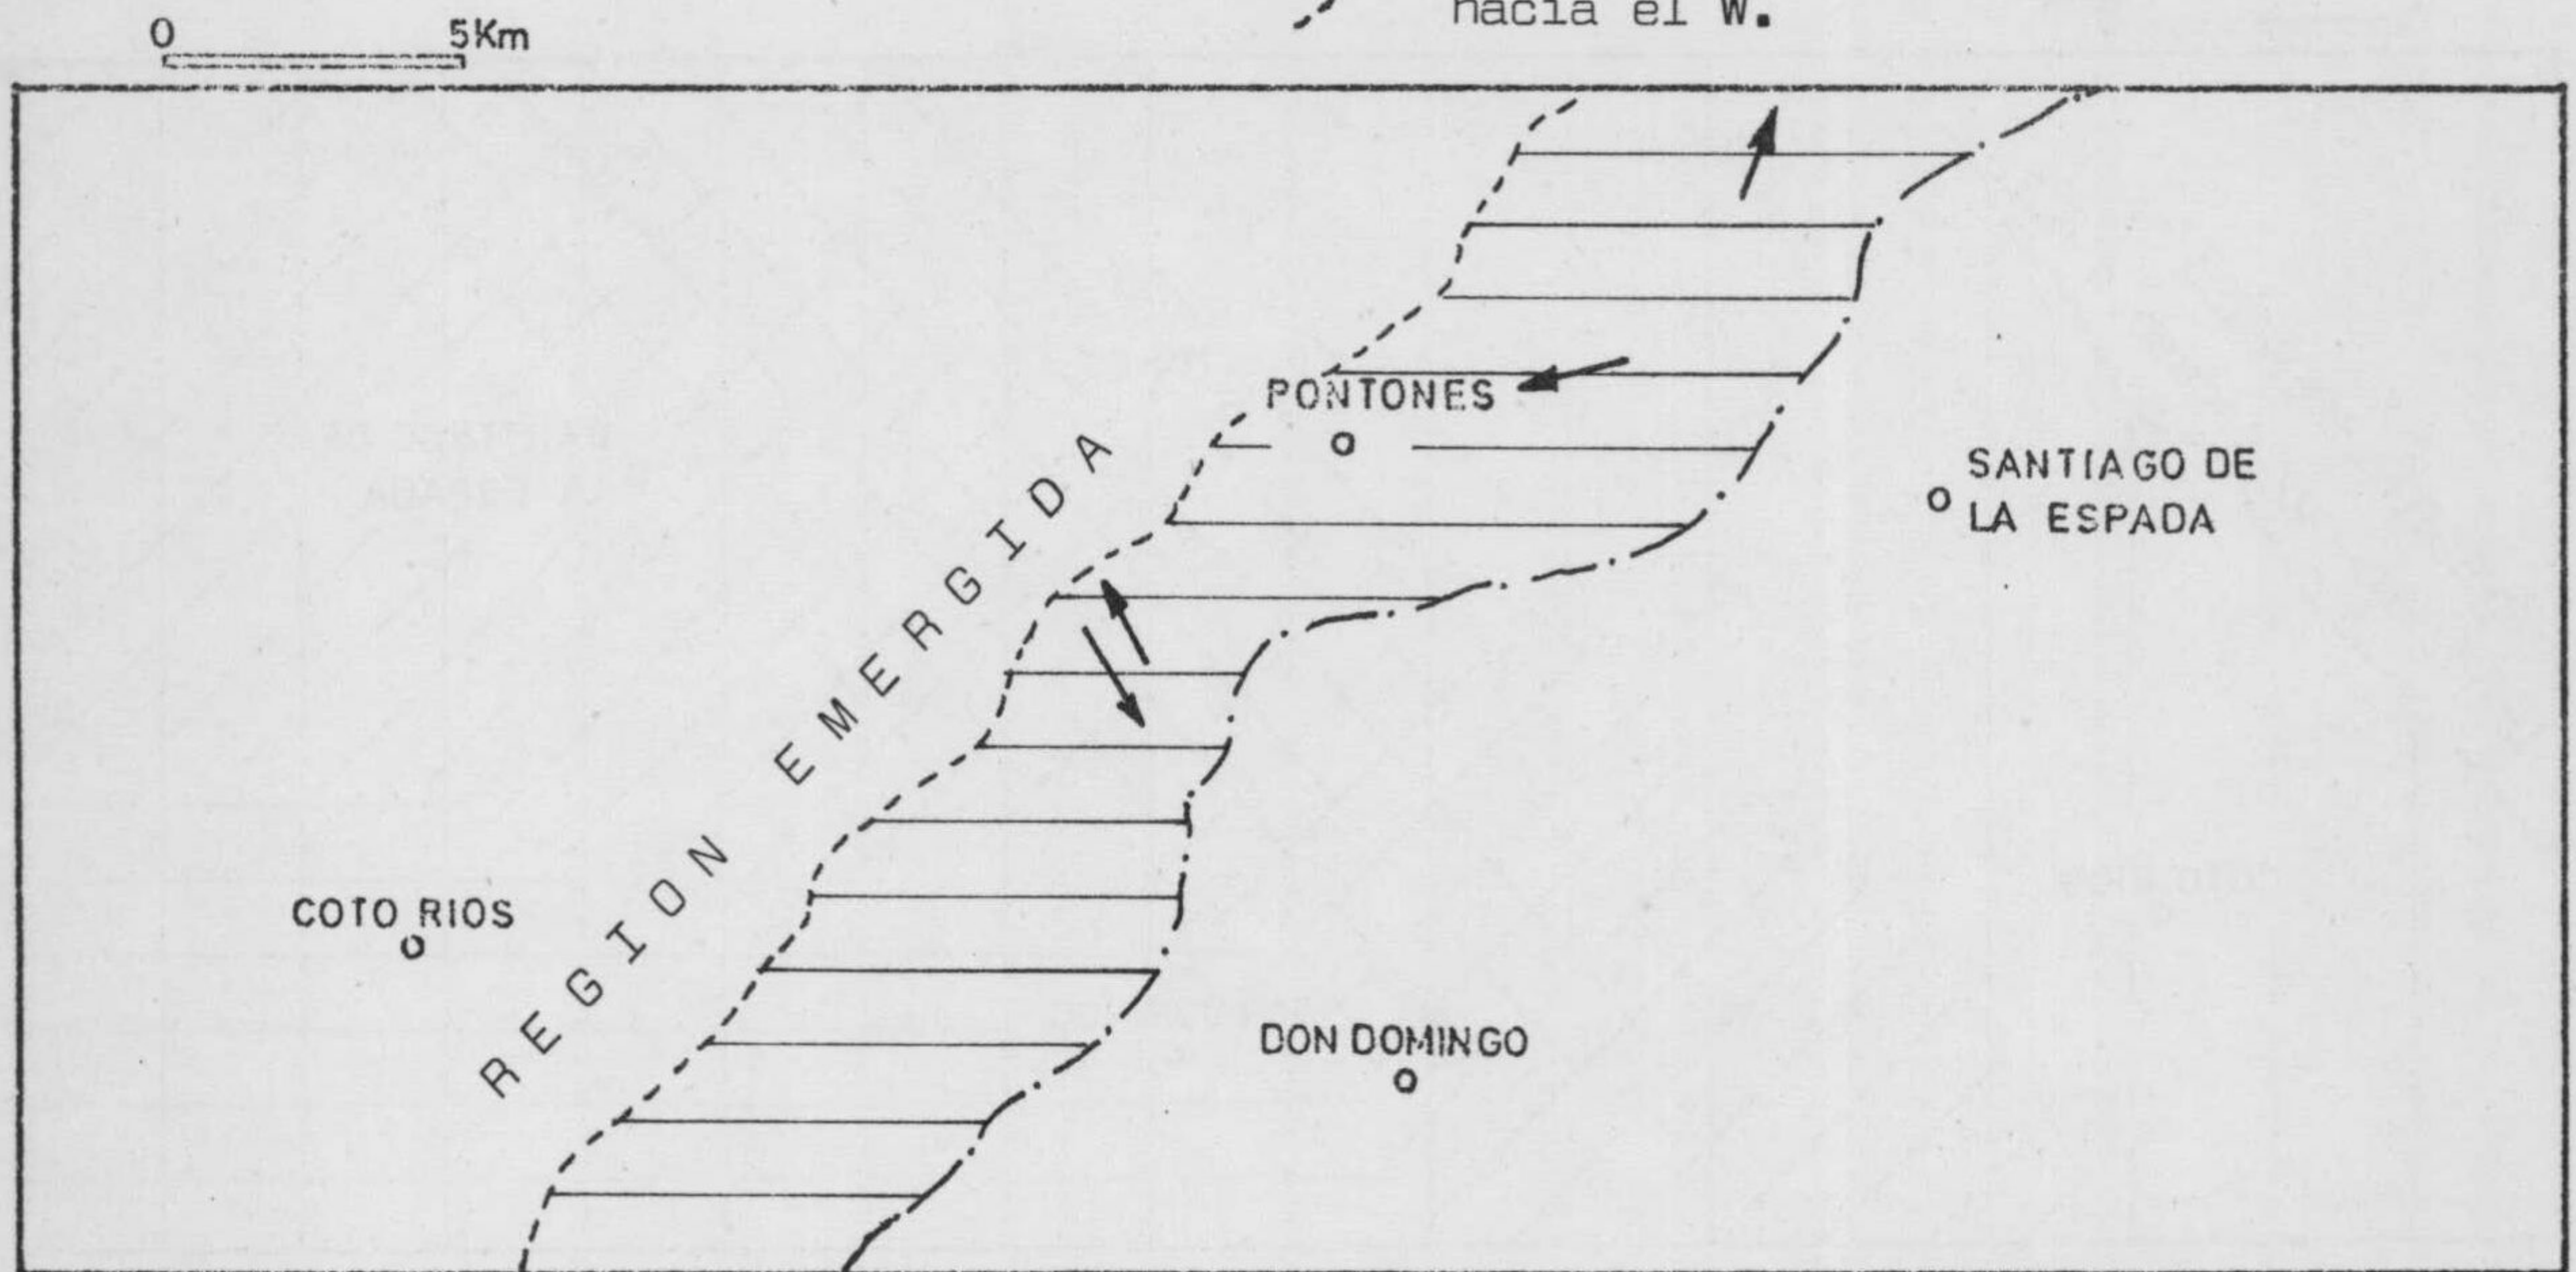 hacia el W.
0 5Km
PONTONES
SANTIAGO DE
LA ESPADA
REGION EMERGIDA
COTO RIOS
DON DOMINGO